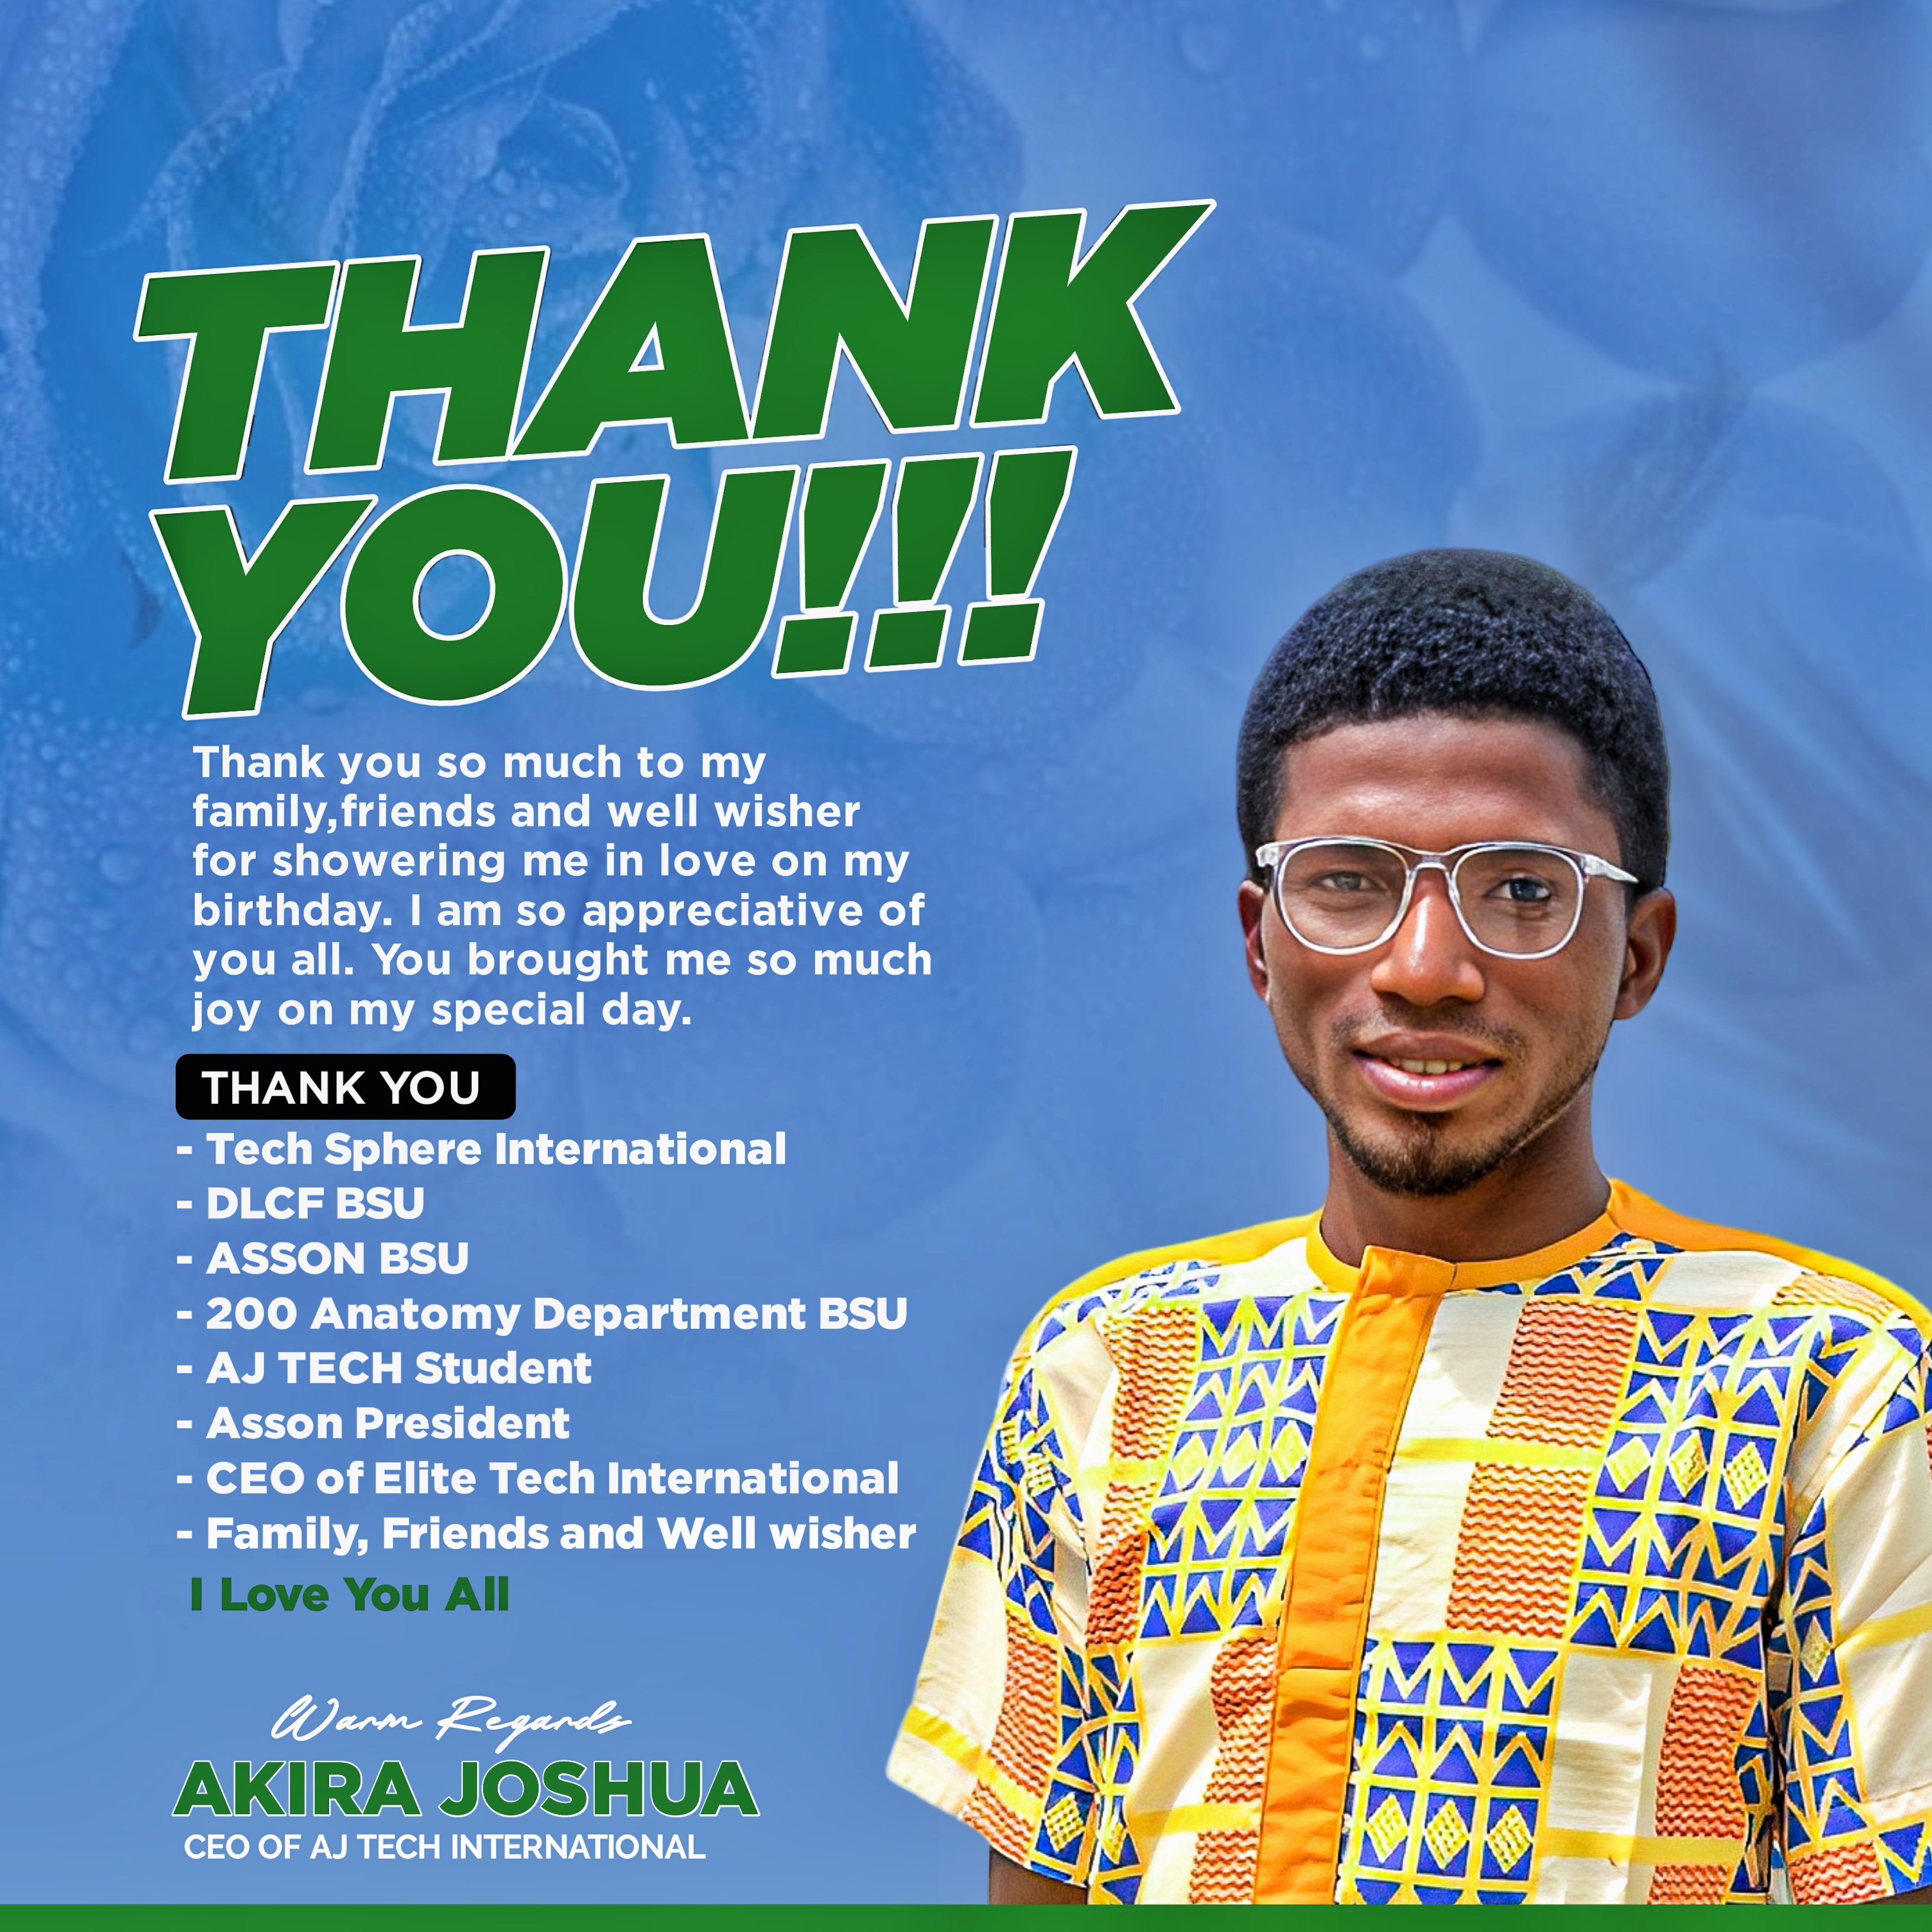 THANK
YOU!!!
Thank you so much to my
family,friends and well wisher
for showering me in love on my
birthday. I am so appreciative of
you all. You brought me so much
joy on my special day.
THANK YOU
- Tech Sphere International
- DLCF BSU
- ASSON BSU
- 200 Anatomy Department BSU
- AJ TECH Student
- Asson President
- CEO of Elite Tech International
- Family, Friends and Well wisher
I Love You All
Warm Regards
AKIRA JOSHUA
CEO OF AJ TECH INTERNATIONAL